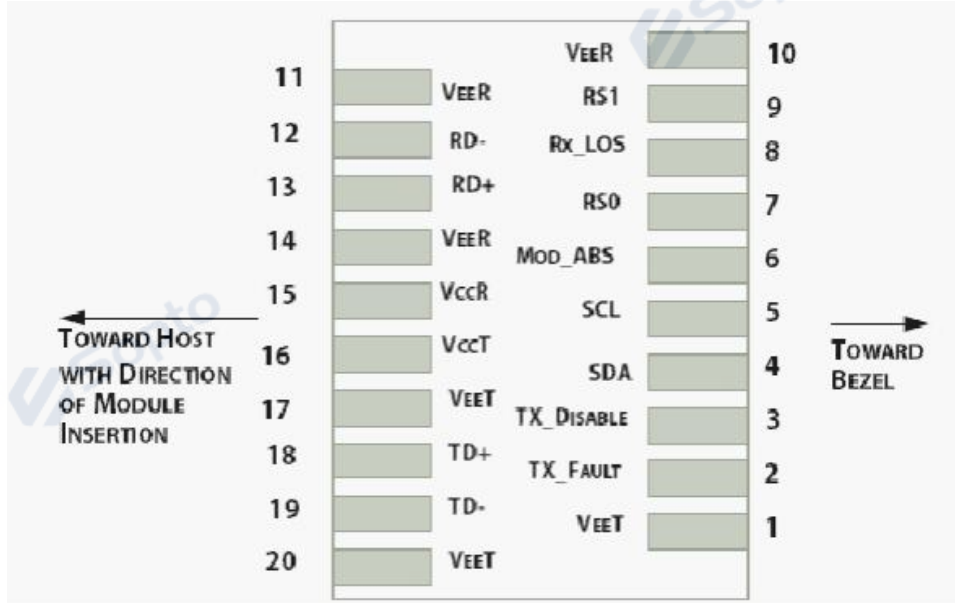 Sopto
VEER 10
11 VEER
RS1 9
12 RD-
Rx_LOS 8
13 RD+
RS0 7
14 VEER
MOD_ABS 6
15 VccR
SCL 5
TOWARD HOST
WITH DIRECTION
OF MODULE
INSERTION
16 VccT
TOWARD
BEZEL
SDA 4
17 VEET
TX_DISABLE 3
18 TD+
TX_FAULT 2
19 TD-
VEET 1
20 VEET
Sopto